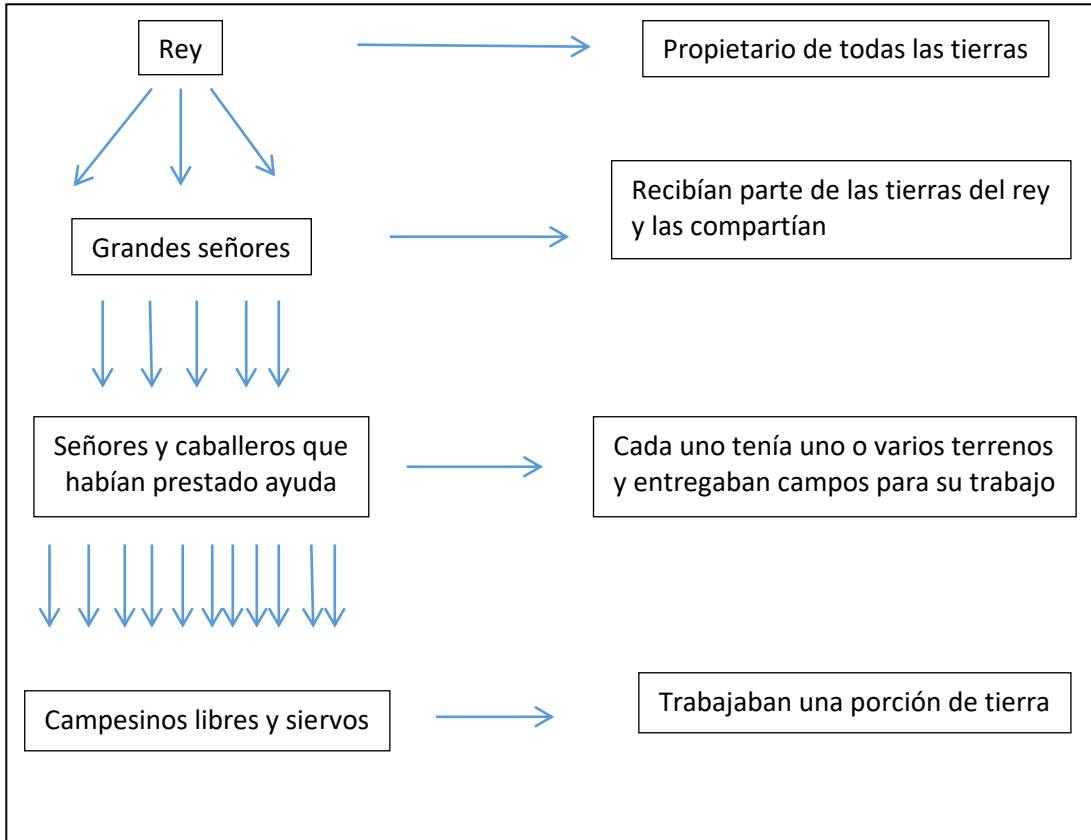 Rey
Propietario de todas las tierras
Grandes señores
Recibían parte de las tierras del rey
y las compartían
Señores y caballeros que
habían prestado ayuda
Cada uno tenía uno o varios terrenos
y entregaban campos para su trabajo
Campesinos libres y siervos
Trabajaban una porción de tierra